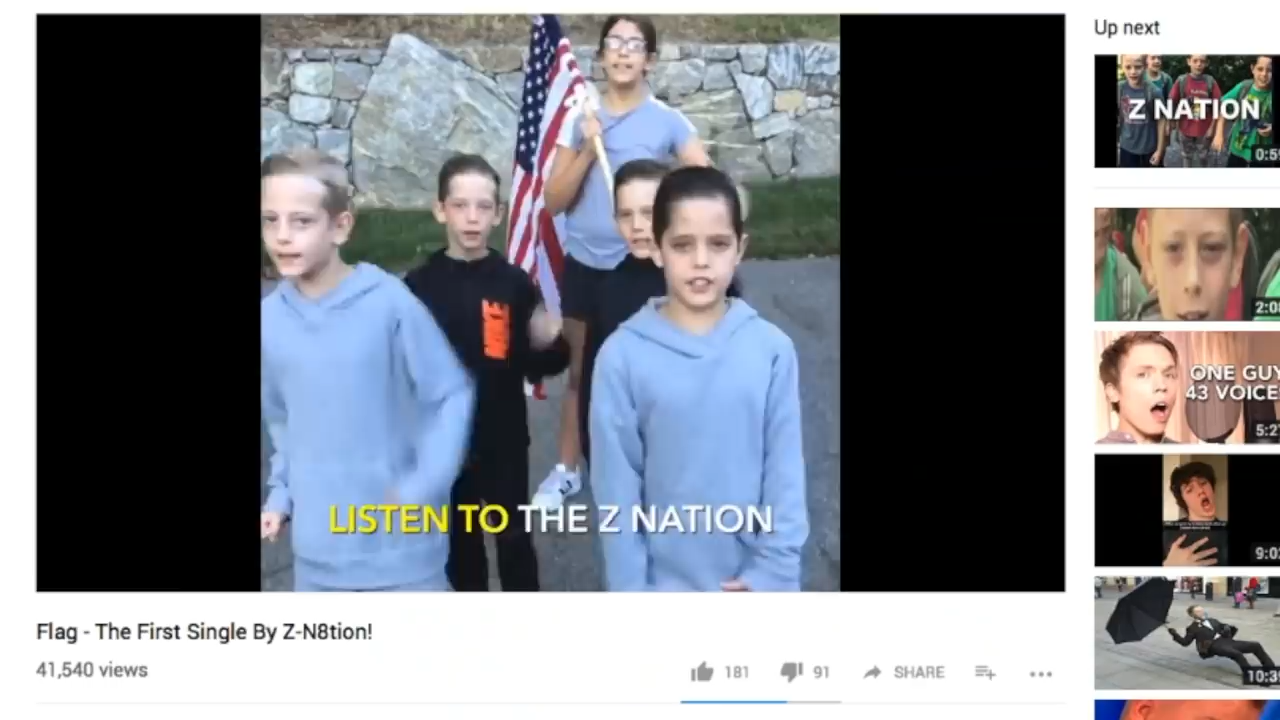 Up next
Z NATION
0:5
NIKE
2:0
ONE GUY
43 VOICE
5:2
LISTEN TO THE Z NATION
9:0
10:3
Flag - The First Single By Z-N8tion!
41,540 views
181
91
SHARE